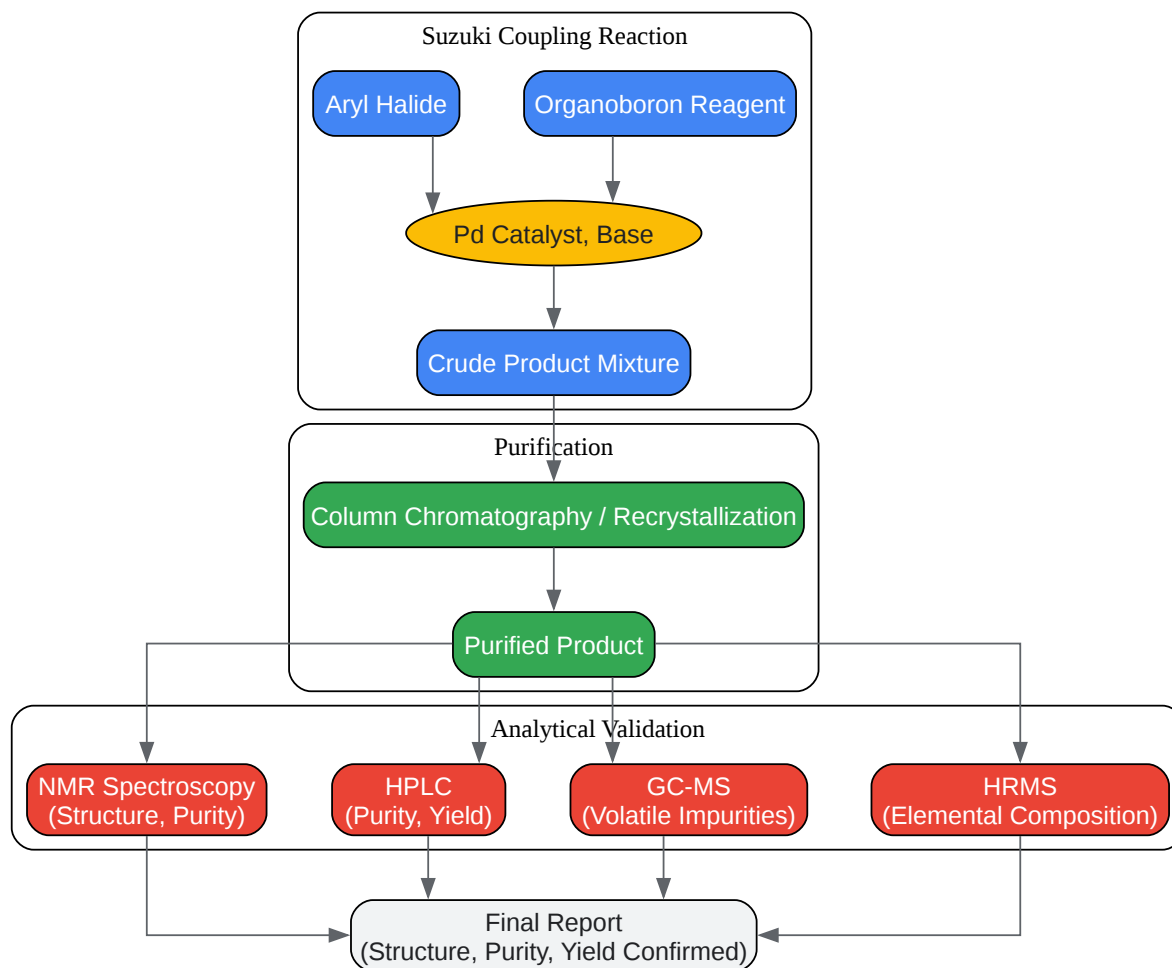 Suzuki Coupling Reaction
Aryl Halide
Organoboron Reagent
Pd Catalyst, Base
Crude Product Mixture
Purification
Column Chromatography / Recrystallization
Purified Product
Analytical Validation
NMR Spectroscopy
(Structure, Purity)
HPLC
(Purity, Yield)
GC-MS
(Volatile Impurities)
HRMS
(Elemental Composition)
Final Report
(Structure, Purity, Yield Confirmed)